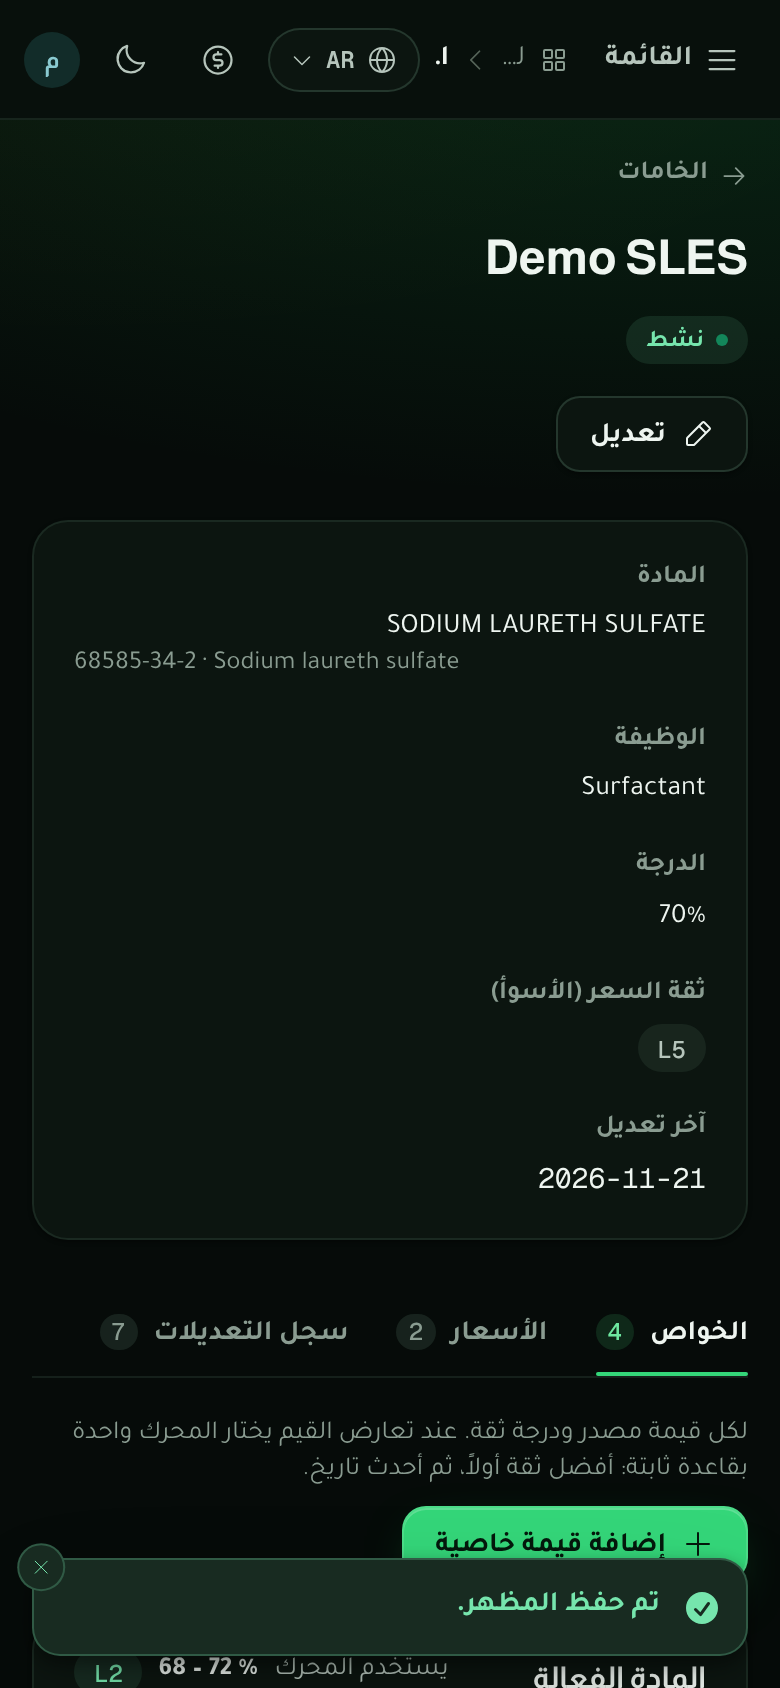 القائمة ل... ا. AR $ م
الخامات
Demo SLES
نشط
تعديل
المادة
SODIUM LAURETH SULFATE
68585-34-2 · Sodium laureth sulfate
الوظيفة
Surfactant
الدرجة
70%
ثقة السعر (الأسوأ)
L5
آخر تعديل
2026-11-21
الخواص 4 الأسعار 2 سجل التعديلات 7
لكل قيمة مصدر ودرجة ثقة. عند تعارض القيم يختار المحرك واحدة
بقاعدة ثابتة: أفضل ثقة أولاً، ثم أحدث تاريخ.
إضافة قيمة خاصية
تم حفظ المظهر.
المادة الفعالة يستخدم المحرك 68 - 72 % L2